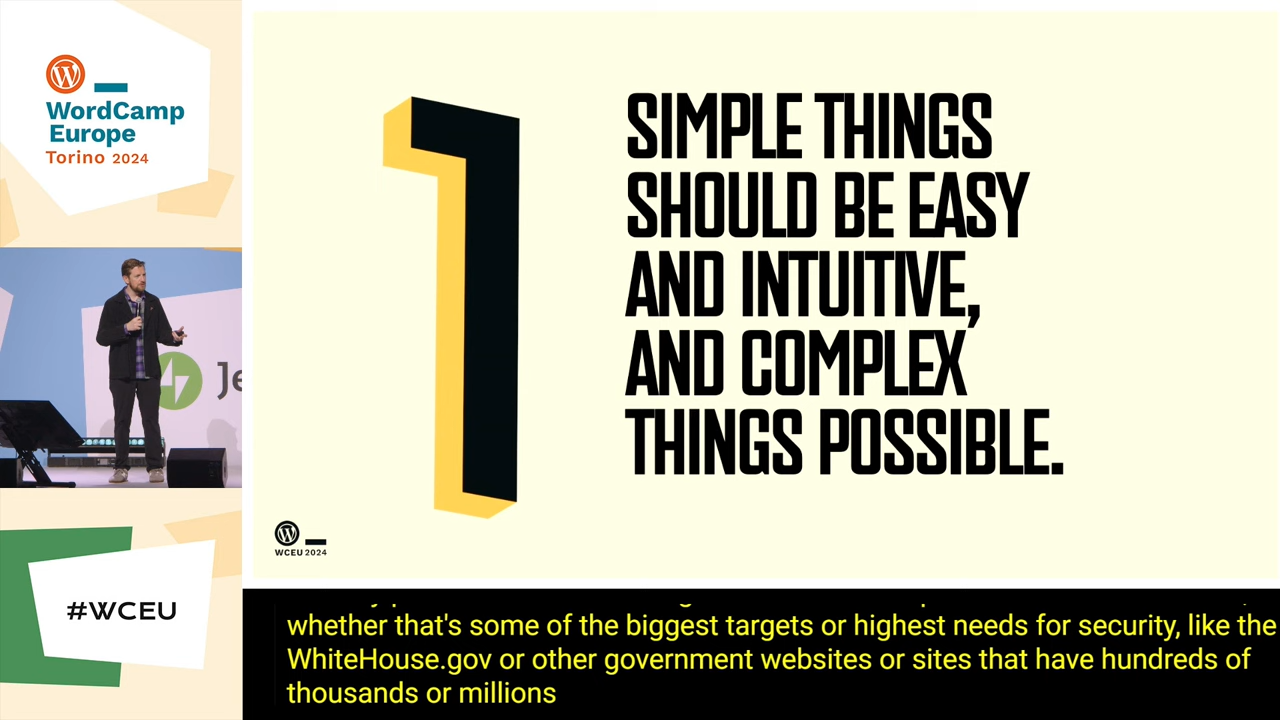 WordCamp
Europe
Torino 2024
1
SIMPLE THINGS
SHOULD BE EASY
AND INTUITIVE,
AND COMPLEX
THINGS POSSIBLE.
WCEU 2024
Je
#WCEU
whether that's some of the biggest targets or highest needs for security, like the
WhiteHouse.gov or other government websites or sites that have hundreds of
thousands or millions